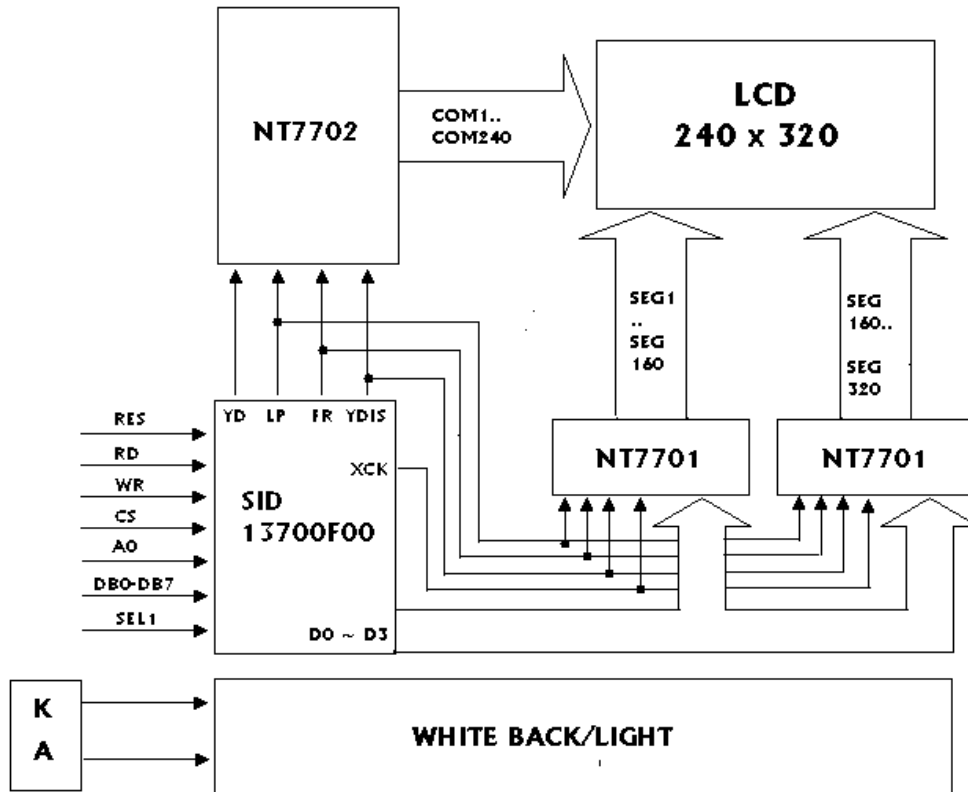 NT7702
COM1..
COM240
LCD
240 x 320
SEG1
..
SEG
160
SEG
160..
SEG
320
YD LP FR YDIS
XCK
SID
13700F00
D0 ~ D3
RES
RD
WR
CS
A0
DB0-DB7
SEL1
NT7701
NT7701
K
A
WHITE BACK/LIGHT